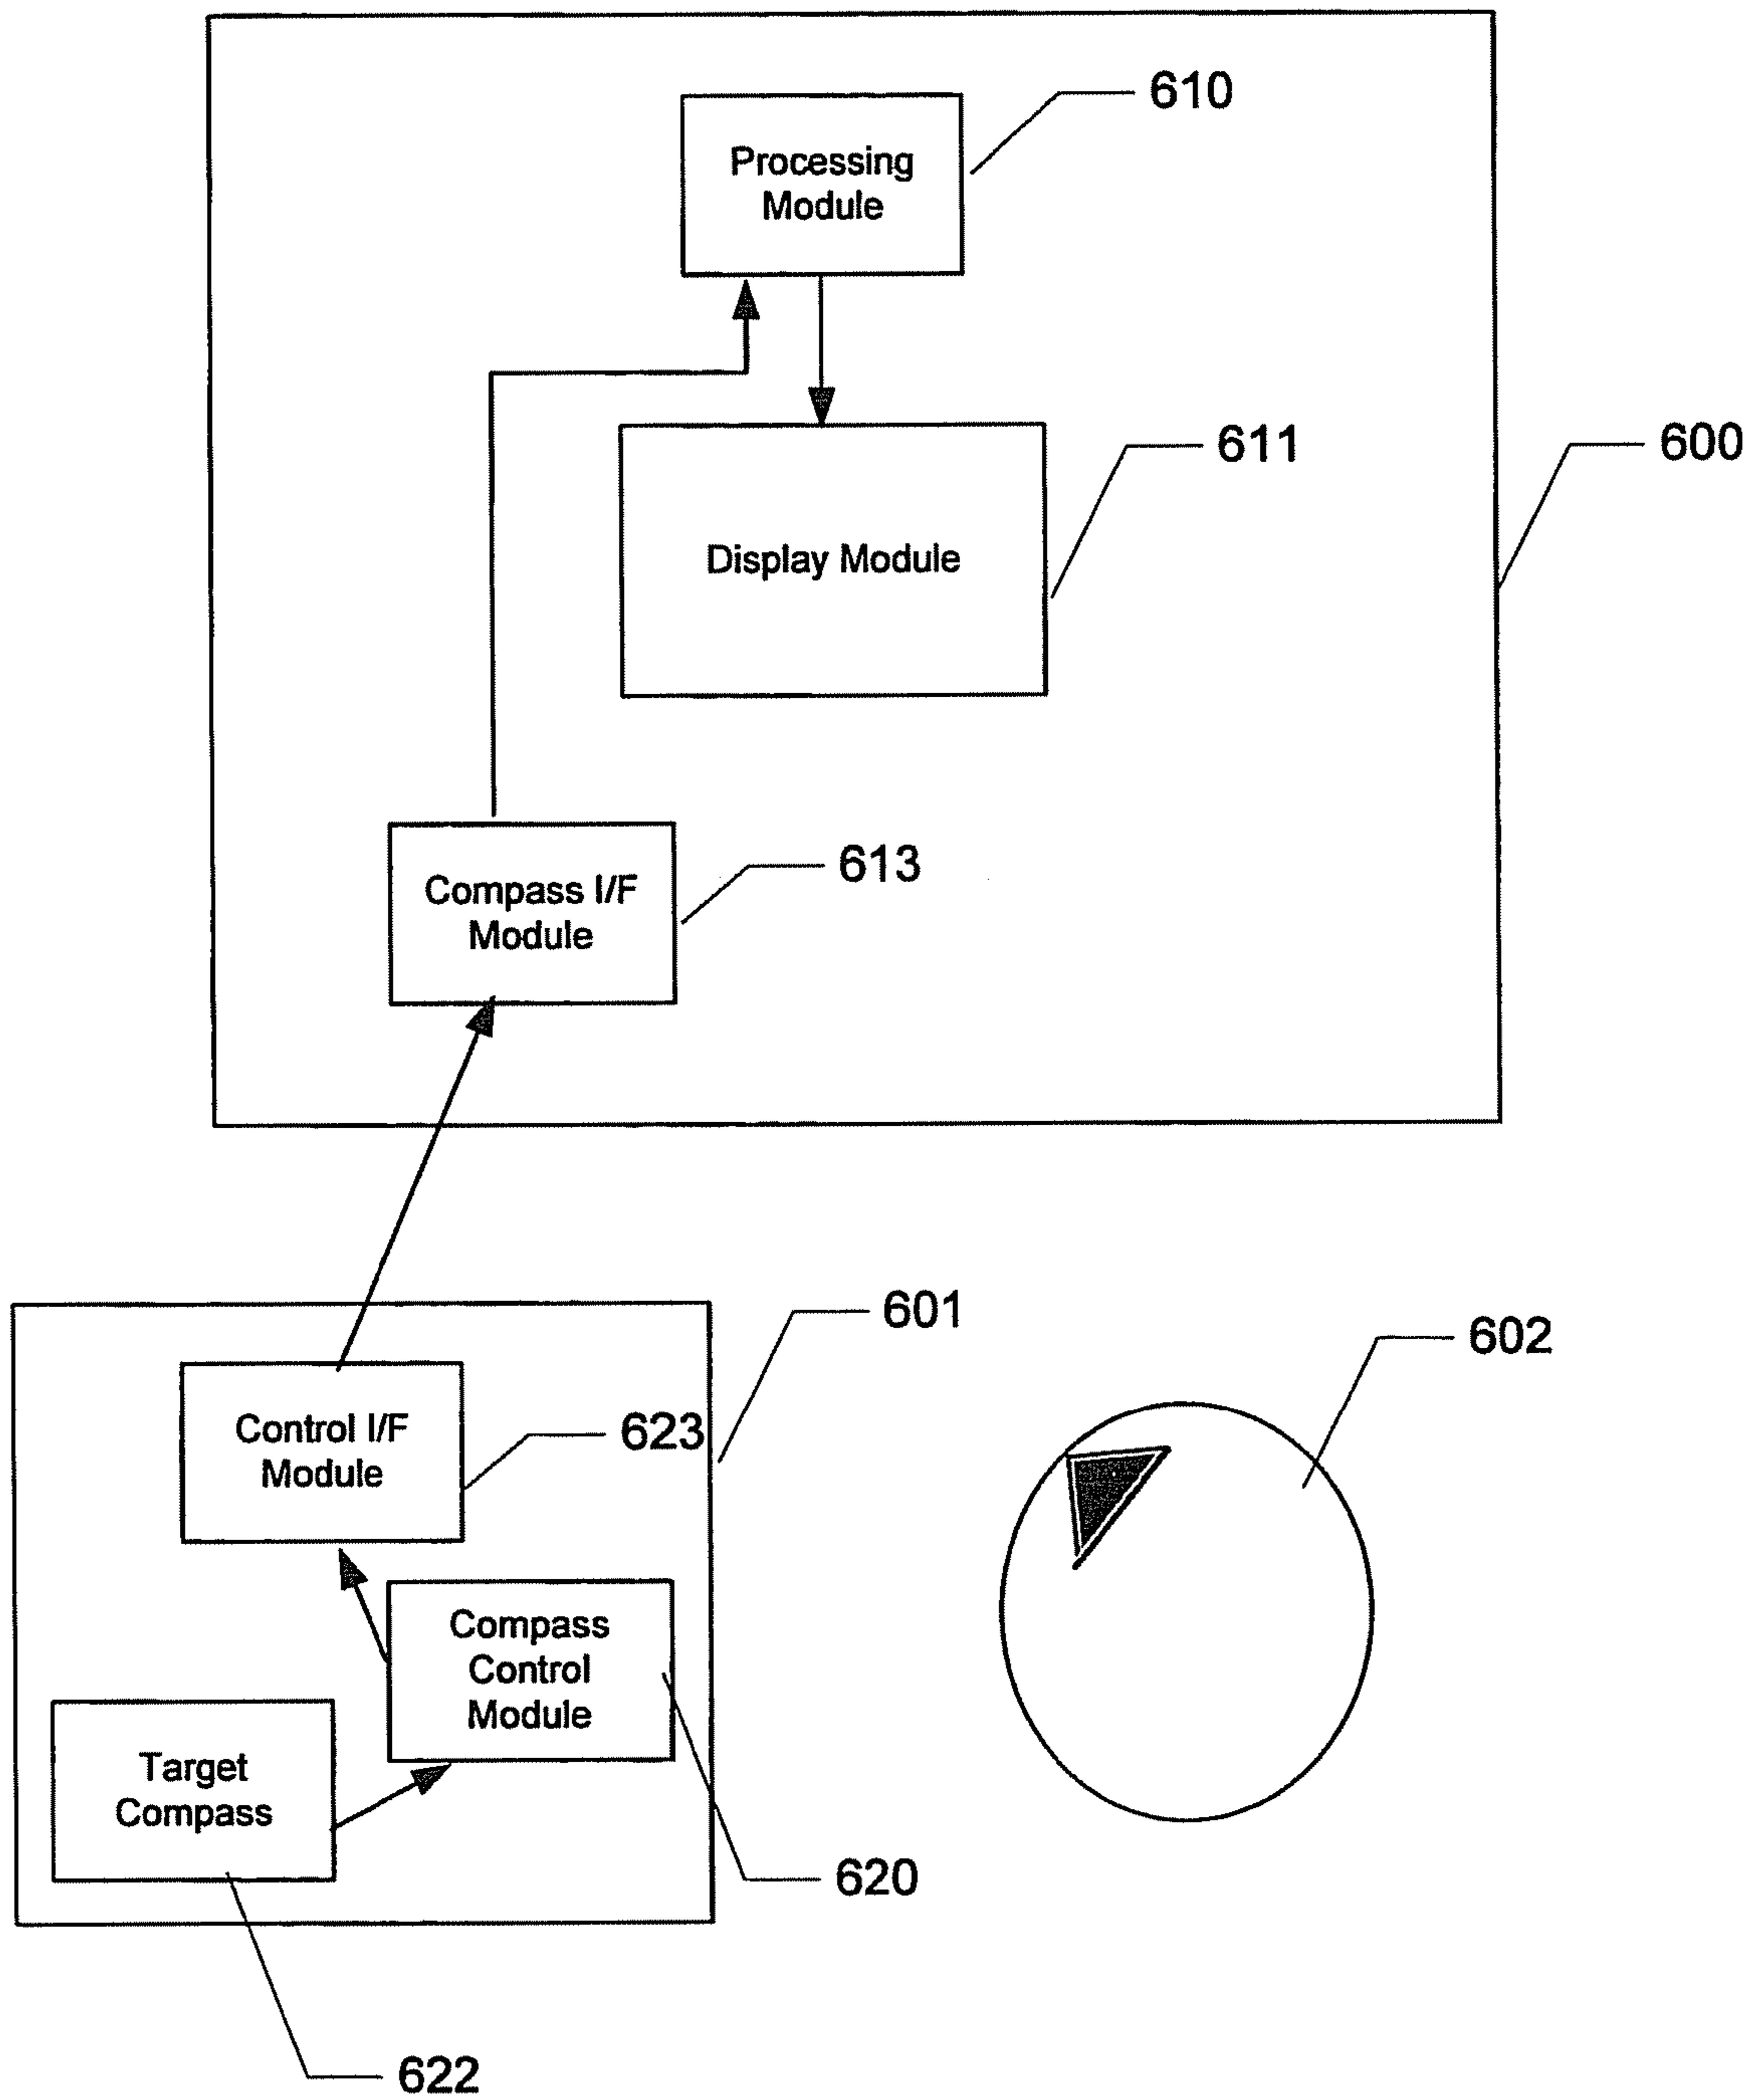 610
Processing
Module
611
600
Display Module
613
Compass I/F
Module
601
602
Control I/F
Module
623
Compass
Control
Module
Target
Compass
620
622